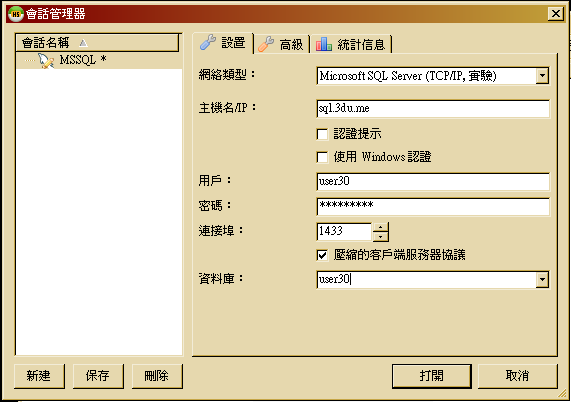 HS 會話管理器
會話名稱
MSSQL *
設置 高級 統計信息
網絡類型： Microsoft SQL Server (TCP/IP, 實驗)
主機名/IP： sql.3du.me
認證提示
使用 Windows 認證
用戶： user30
密碼： *********
連接埠： 1433
壓縮的客戶端服務器協議
資料庫： user30
新建 保存 刪除 打開 取消